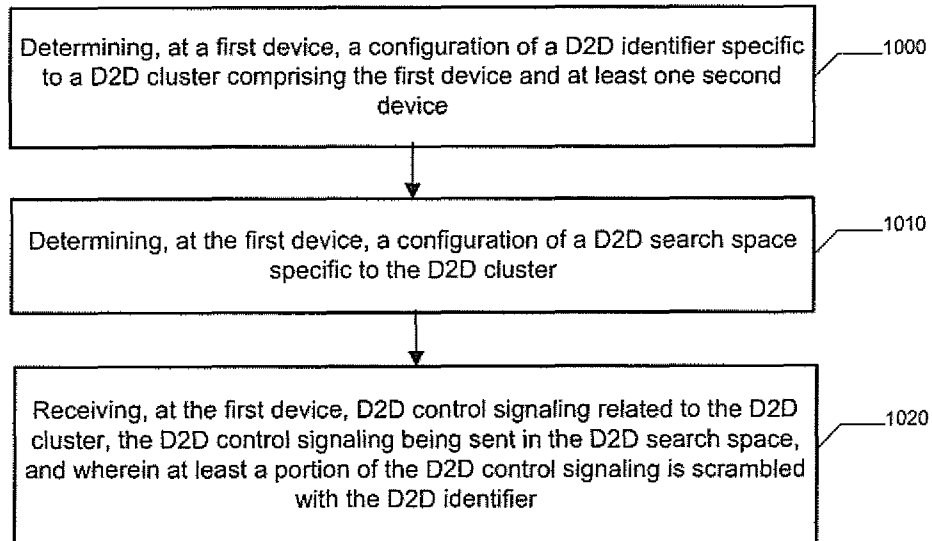 Determining, at a first device, a configuration of a D2D identifier specific
to a D2D cluster comprising the first device and at least one second
device
1000
Determining, at the first device, a configuration of a D2D search space
specific to the D2D cluster
1010
Receiving, at the first device, D2D control signaling related to the D2D
cluster, the D2D control signaling being sent in the D2D search space,
and wherein at least a portion of the D2D control signaling is scrambled
with the D2D identifier
1020